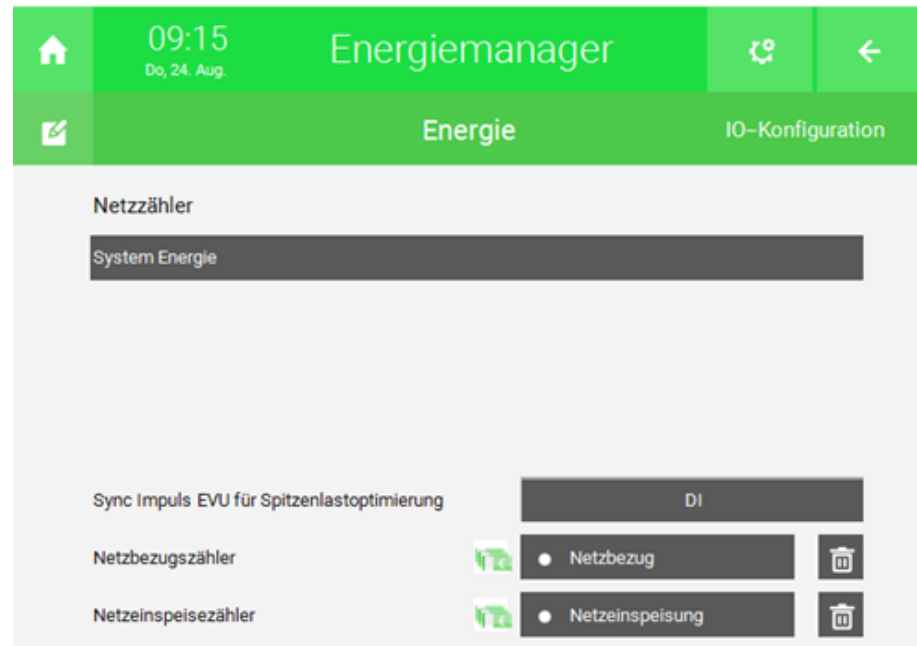 09:15
Do, 24. Aug.
Energiemanager
Energie
IO-Konfiguration
Netzzähler
System Energie
Sync Impuls EVU für Spitzenlastoptimierung
DI
Netzbezugszähler
Netzbezug
Netzeinspeisezähler
Netzeinspeisung